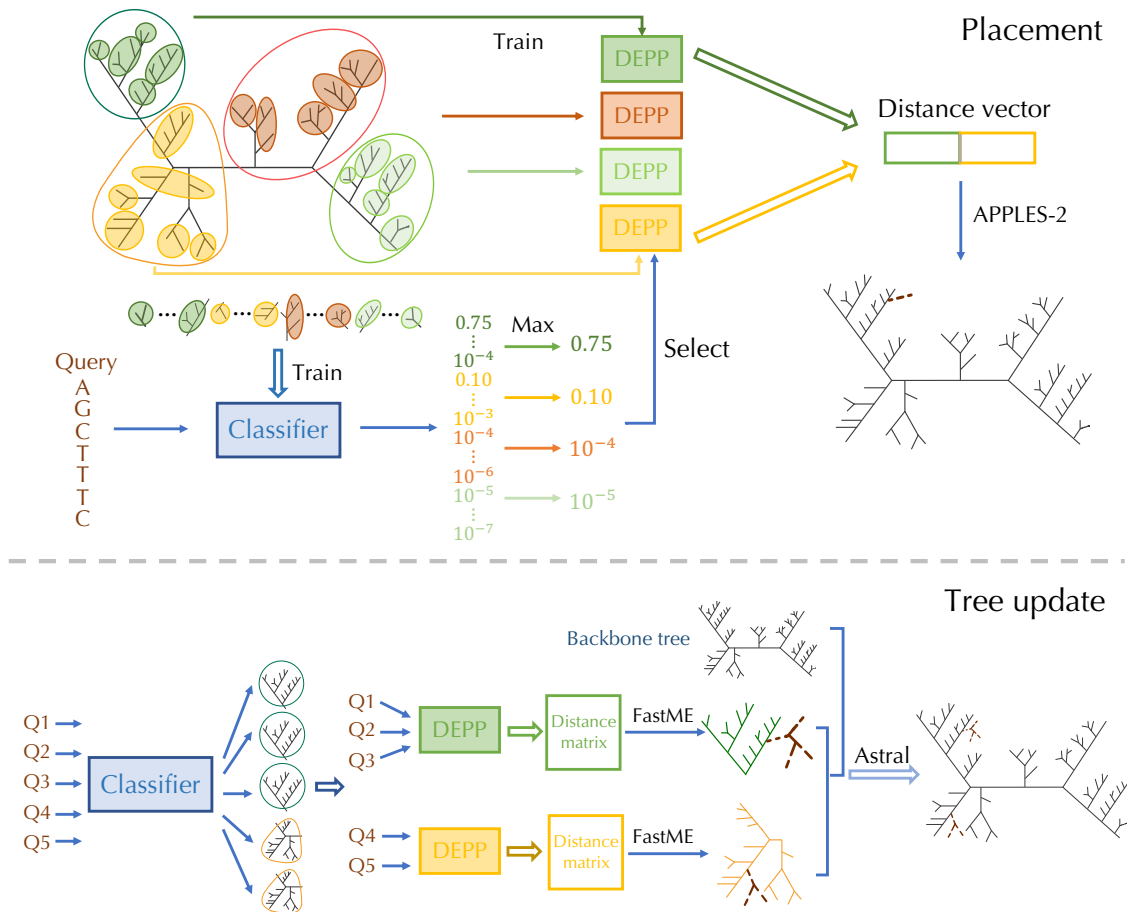 Placement
Train
DEPP
DEPP
DEPP
DEPP
Distance vector
APPLES-2
Query
A
G
C
T
T
T
C
Train
Classifier
0.75
⋮
10⁻⁴
0.10
⋮
10⁻³
10⁻⁴
⋮
10⁻⁶
10⁻⁵
⋮
10⁻⁷
Max
0.75
0.10
10⁻⁴
10⁻⁵
Select
Tree update
Backbone tree
Q1
Q2
Q3
Q4
Q5
Classifier
Q1
Q2
Q3
DEPP
Distance
matrix
FastME
Q4
Q5
DEPP
Distance
matrix
FastME
Astral